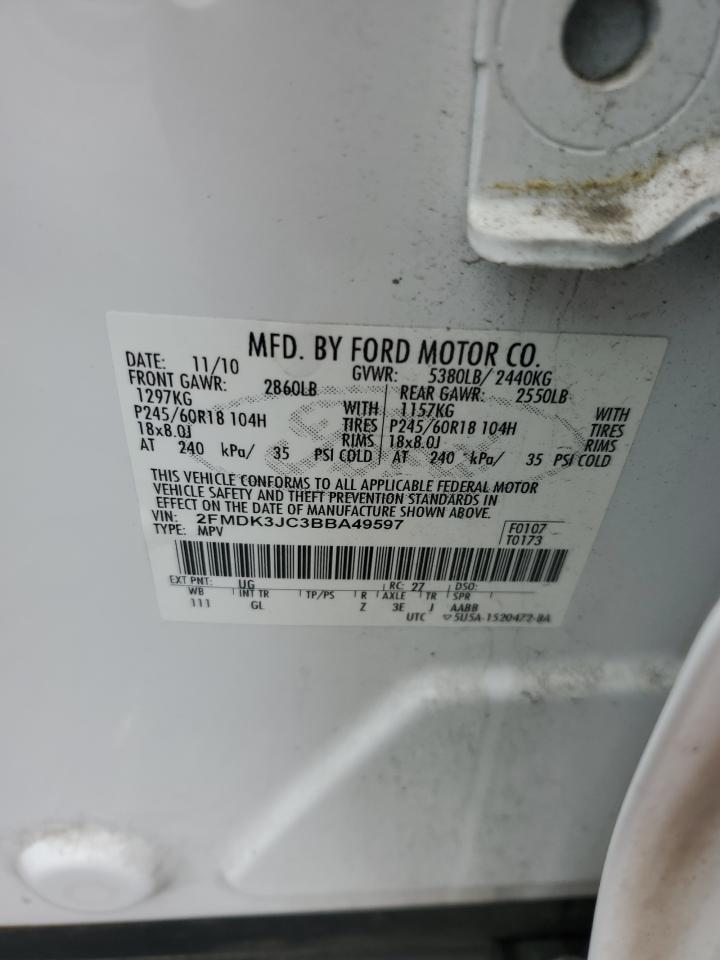 MFD. BY FORD MOTOR CO.
DATE: 11/10 GVWR: 5380LB/ 2440KG
FRONT GAWR: 2860LB REAR GAWR: 2550LB
1297KG WITH 1157KG WITH
P245/60R18 104H TIRES P245/60R18 104H TIRES
18x8.0J RIMS 18x8.0J RIMS
AT 240 kPa/ 35 PSI COLD AT 240 kPa/ 35 PSI COLD
THIS VEHICLE CONFORMS TO ALL APPLICABLE FEDERAL MOTOR
VEHICLE SAFETY AND THEFT PREVENTION STANDARDS IN
EFFECT ON THE DATE OF MANUFACTURE SHOWN ABOVE.
VIN: 2FMDK3JC3BBA49597 F0107
TYPE: MPV T0173
EXT PNT: UG RC: 27 DSO:
WB INT TR TP/PS R AXLE TR SPR
111 GL Z 3E J AABB
UTC 5U5A-1520472-BA